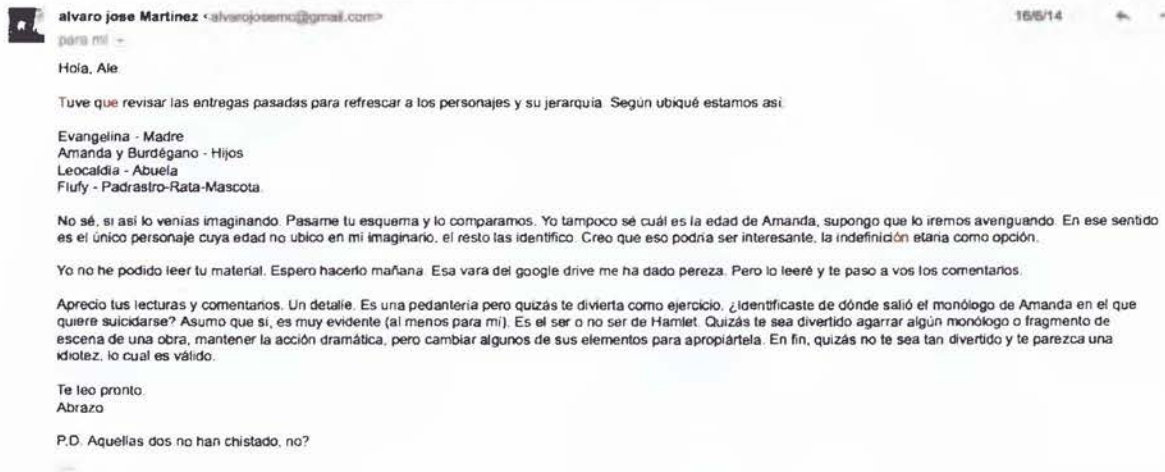 alvaro jose Martinez <alvarojosemc@gmail.com> 16/6/14
para mí
Hola, Ale.
Tuve que revisar las entregas pasadas para refrescar a los personajes y su jerarquía. Según ubiqué estamos así:
Evangelina - Madre
Amanda y Burdégano - Hijos
Leocaldia - Abuela
Flufy - Padrastro-Rata-Mascota.
No sé, si así lo venías imaginando. Pasame tu esquema y lo comparamos. Yo tampoco sé cuál es la edad de Amanda, supongo que lo iremos averiguando. En ese sentido
es el único personaje cuya edad no ubico en mi imaginario, el resto las identifico. Creo que eso podría ser interesante, la indefinición etaria como opción.
Yo no he podido leer tu material. Espero hacerlo mañana. Esa vara del google drive me ha dado pereza. Pero lo leeré y te paso a vos los comentarios.
Aprecio tus lecturas y comentarios. Un detalle. Es una pedantería pero quizás te divierta como ejercicio, ¿Identificaste de dónde salió el monólogo de Amanda en el que
quiere suicidarse? Asumo que sí, es muy evidente (al menos para mí). Es el ser o no ser de Hamlet. Quizás te sea divertido agarrar algún monólogo o fragmento de
escena de una obra, mantener la acción dramática, pero cambiar algunos de sus elementos para apropiártela. En fin, quizás no te sea tan divertido y te parezca una
idiotez, lo cual es válido.
Te leo pronto.
Abrazo
P.D. Aquellas dos no han chistado, no?